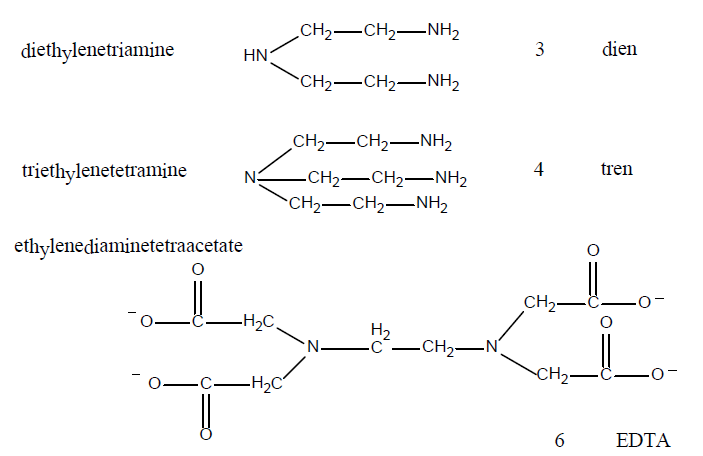 CH2—CH2—NH2
diethylenetriamine HN 3 dien
CH2—CH2—NH2
CH2—CH2—NH2
triethylenetetramine N—CH2—CH2—NH2 4 tren
CH2—CH2—NH2
ethylenediaminetetraacetate
O O
CH2—C—O−
−O—C—H2C H2 O
N—C—CH2—N
−O—C—H2C CH2—C—O−
O
6 EDTA